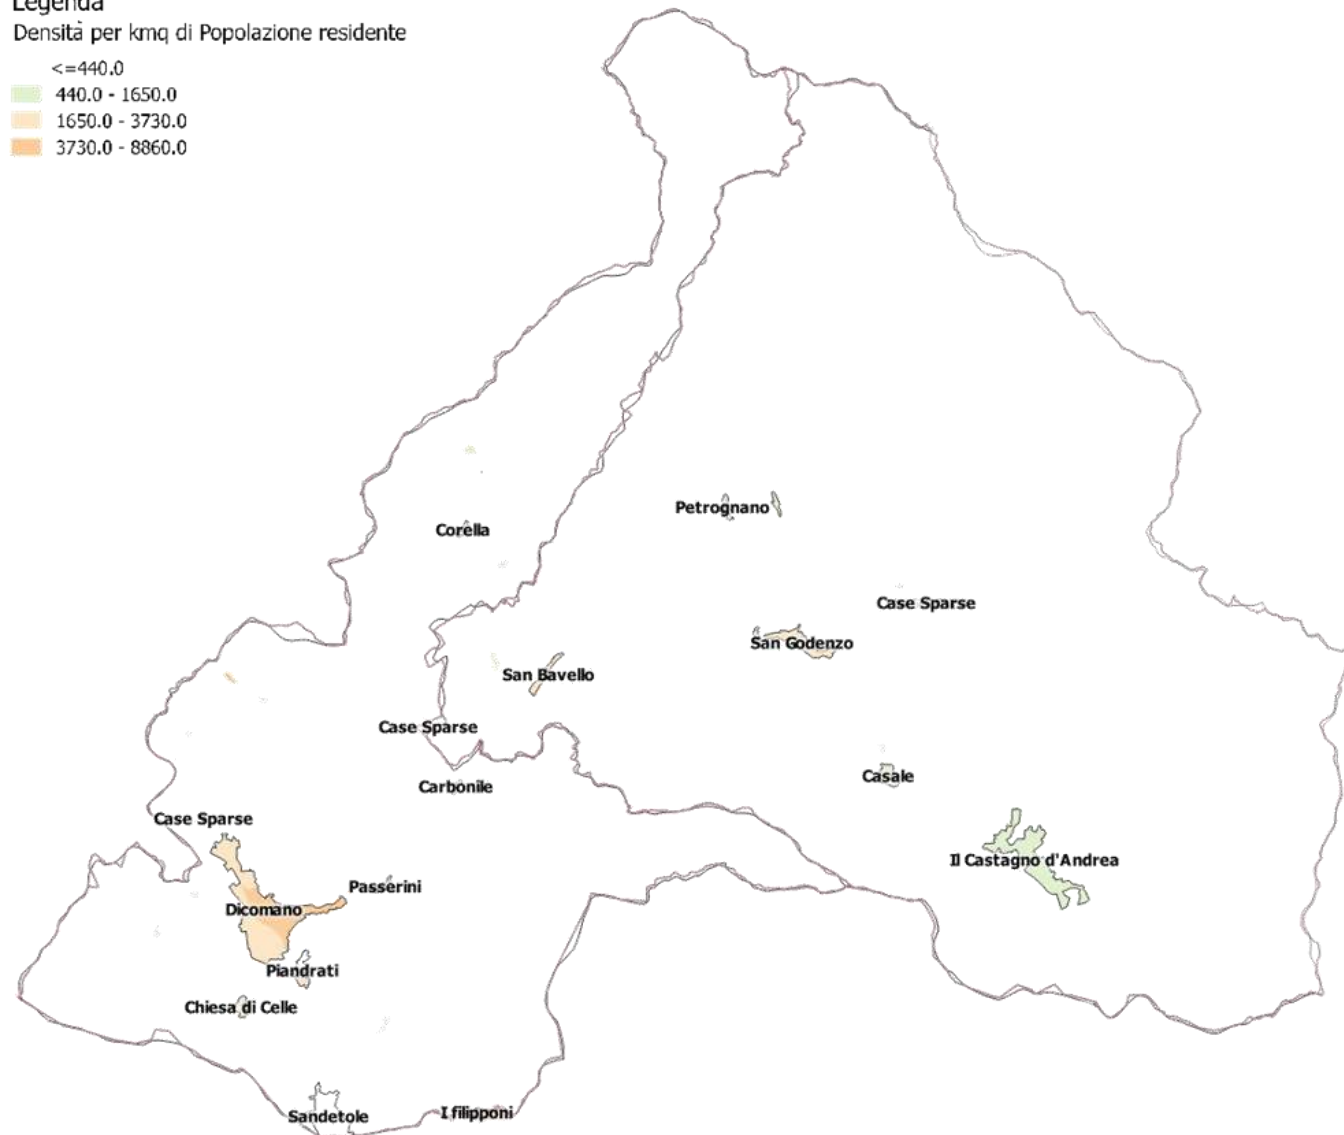 Legenda
Densità per kmq di Popolazione residente
<=440.0
440.0 - 1650.0
1650.0 - 3730.0
3730.0 - 8860.0
Petrognano
Corella
Case Sparse
San Godenzo
San Bavello
Case Sparse
Casale
Carbonile
Case Sparse
Il Castagno d'Andrea
Passerini
Dicomano
Piandrati
Chiesa di Celle
Sandetole
I filipponi